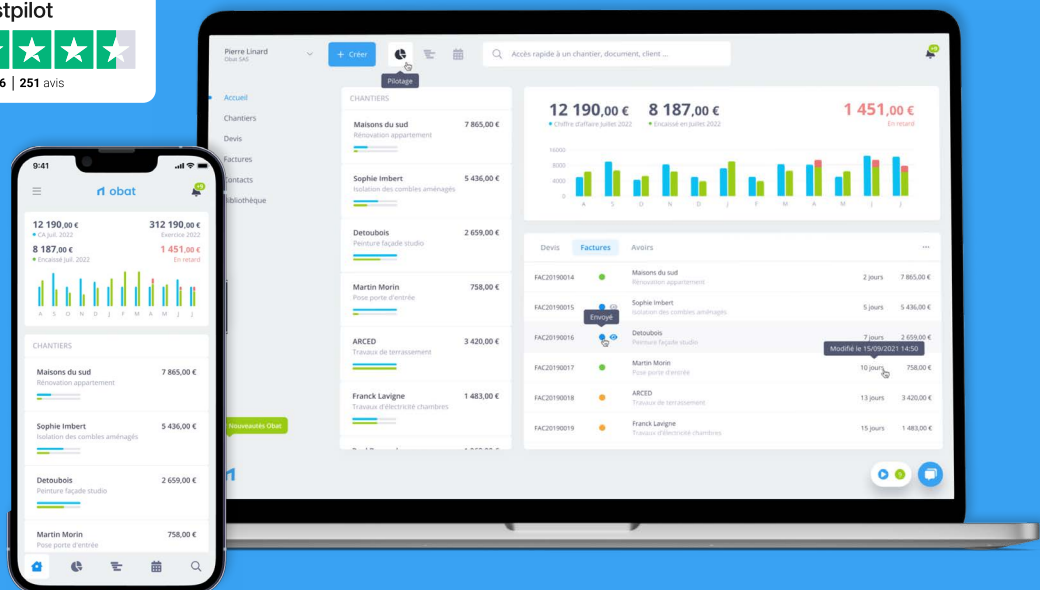 stpilot
6 | 251 avis
Pierre Linard
+ Créer
Accès rapide à un chantier, document, client ...
+9
Pilotage
Accueil
Chantiers
Devis
Factures
Contacts
Bibliothèque
Nouveautés Obat
CHANTIERS
Maisons du sud 7 865,00 €
Rénovation appartement
Sophie Imbert 5 436,00 €
Isolation des combles aménagés
Detoubois 2 659,00 €
Peinture façade studio
Martin Morin 758,00 €
Pose porte d'entrée
ARCED 3 420,00 €
Travaux de terrassement
Franck Lavigne 1 483,00 €
Travaux d'électricité chambres
12 190,00 € 8 187,00 € 1 451,00 €
Chiffre d'affaire Juillet 2022 Encaissé en Juillet 2022 En retard
16000
8000
4000
0
A S O N D J F M A M J J
Devis Factures Avoirs ...
FAC20190014 Maisons du sud 2 jours 7 865,00 €
Rénovation appartement
FAC20190015 Sophie Imbert 5 jours 5 436,00 €
Isolation des combles aménagés
Envoyé
FAC20190016 Detoubois 7 jours 2 659,00 €
Peinture façade studio
Modifié le 15/09/2021 14:50
FAC20190017 Martin Morin 10 jours 758,00 €
Pose porte d'entrée
FAC20190018 ARCED 13 jours 3 420,00 €
Travaux de terrassement
FAC20190019 Franck Lavigne 15 jours 1 483,00 €
Travaux d'électricité chambres
9:41
obat
+9
12 190,00 € 312 190,00 €
CA juil. 2022 Exercice 2022
8 187,00 € 1 451,00 €
Encaissé juil. 2022 En retard
A S O N D J F M A M J J
CHANTIERS
Maisons du sud 7 865,00 €
Rénovation appartement
Sophie Imbert 5 436,00 €
Isolation des combles aménagés
Detoubois 2 659,00 €
Peinture façade studio
Martin Morin 758,00 €
Pose porte d'entrée